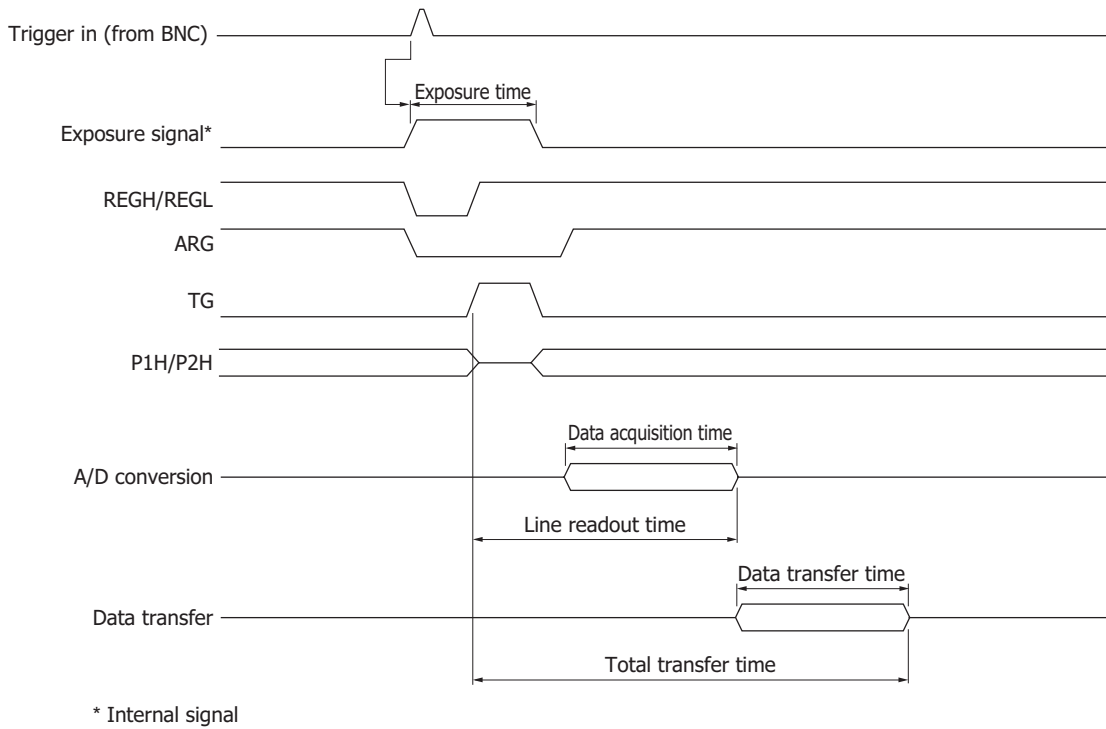 Trigger in (from BNC)
Exposure time
Exposure signal*
REGH/REGL
ARG
TG
P1H/P2H
Data acquisition time
A/D conversion
Line readout time
Data transfer time
Data transfer
Total transfer time
* Internal signal